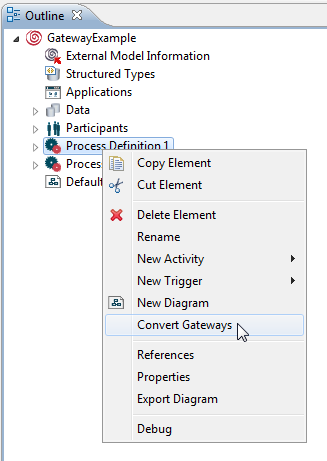 Outline
GatewayExample
External Model Information
Structured Types
Applications
Data
Participants
Process Definition 1
Proces
Defaul
Copy Element
Cut Element
Delete Element
Rename
New Activity
New Trigger
New Diagram
Convert Gateways
References
Properties
Export Diagram
Debug